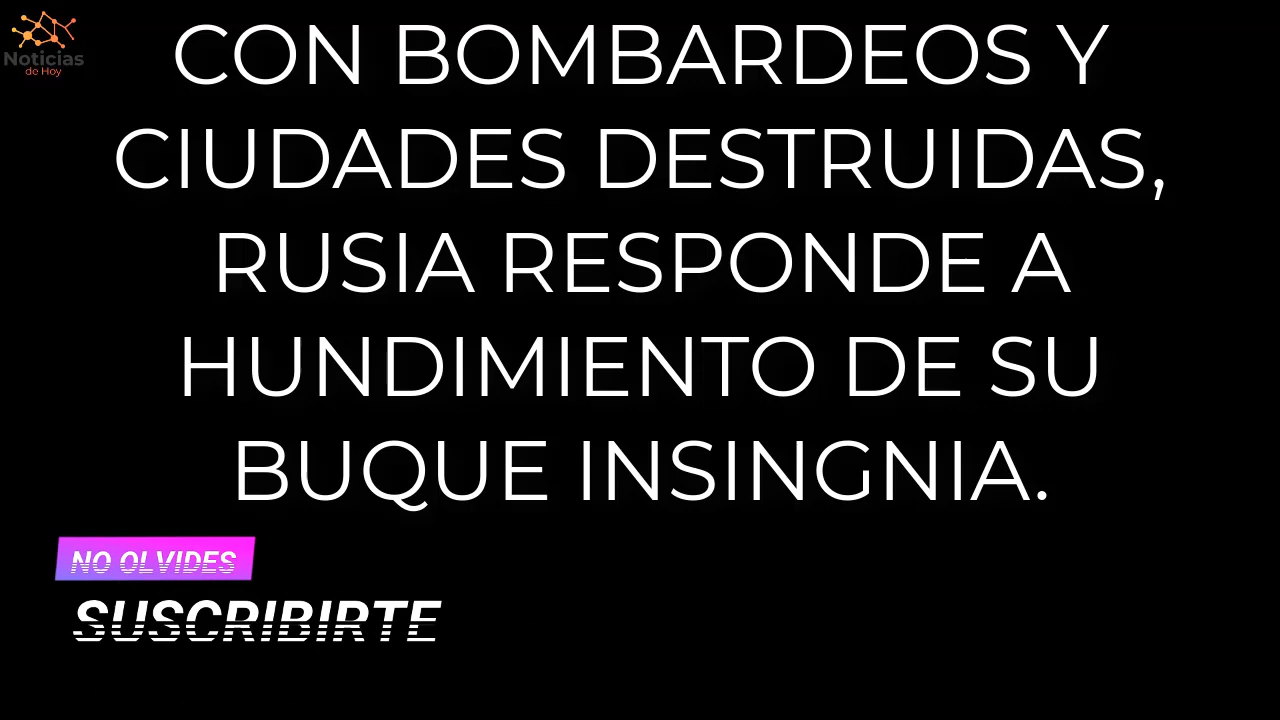 Noticias
de Hoy
CON BOMBARDEOS Y
CIUDADES DESTRUIDAS,
RUSIA RESPONDE A
HUNDIMIENTO DE SU
BUQUE INSINGNIA.
NO OLVIDES
SUSCRIBIRTE